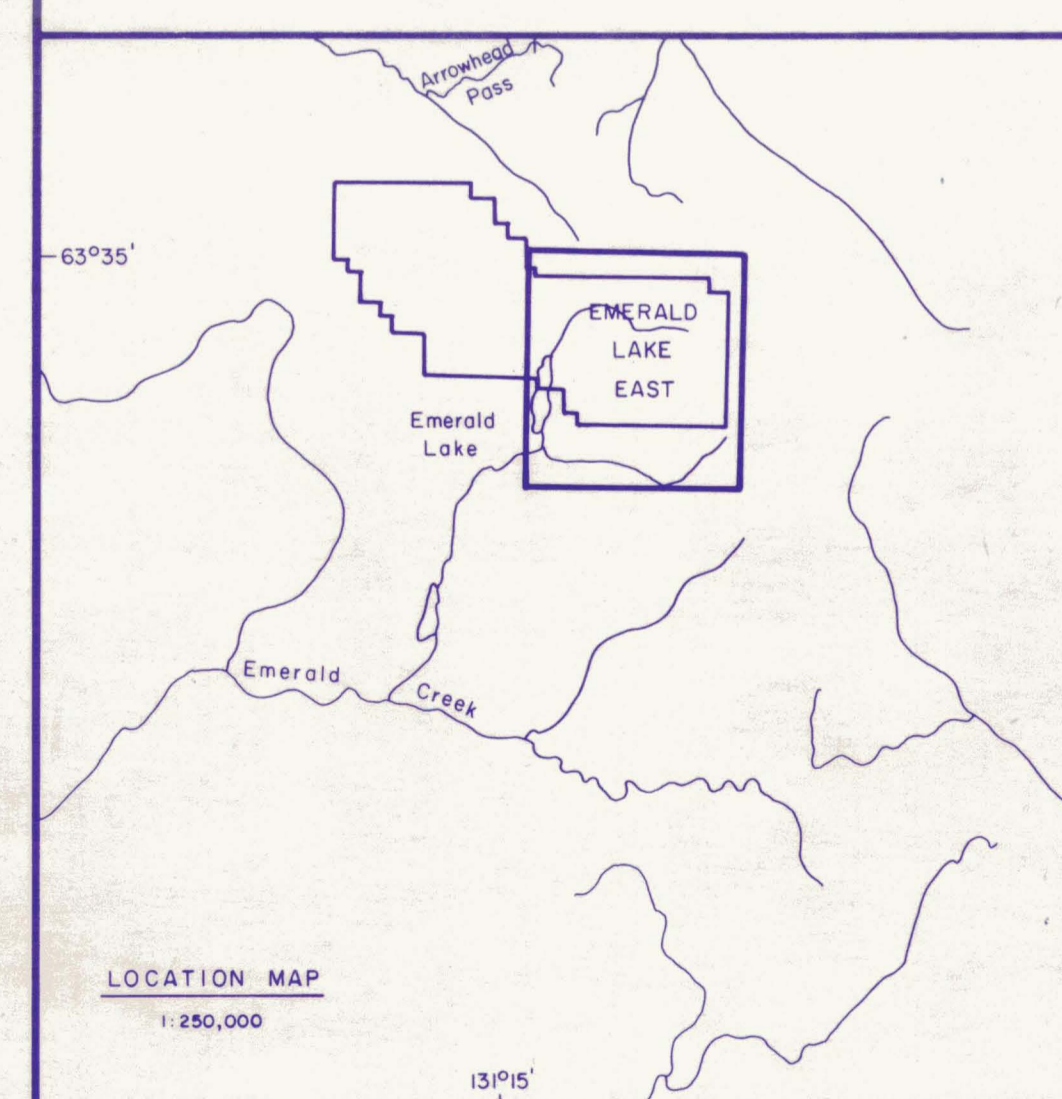 Arrowhead
Pass
63°35'
EMERALD
LAKE
EAST
Emerald
Lake
Emerald
Creek
LOCATION MAP
1:250,000
131°15'